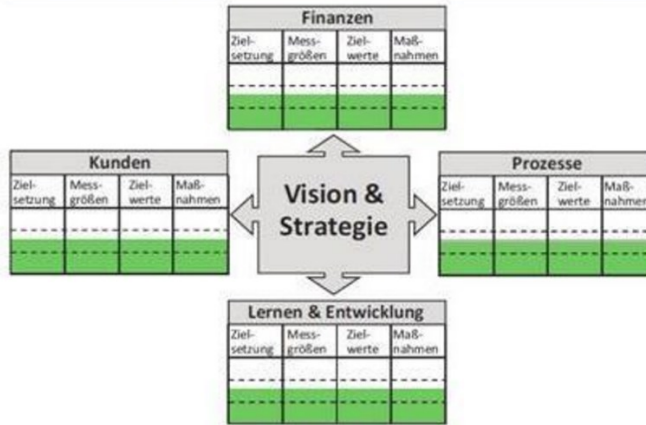 Finanzen
Ziel- Mess- Ziel- Maß-
setzung größen werte nahmen
Kunden
Ziel- Mess- Ziel- Maß-
setzung größen werte nahmen
Vision &
Strategie
Prozesse
Ziel- Mess- Ziel- Maß-
setzung größen werte nahmen
Lernen & Entwicklung
Ziel- Mess- Ziel- Maß-
setzung größen werte nahmen